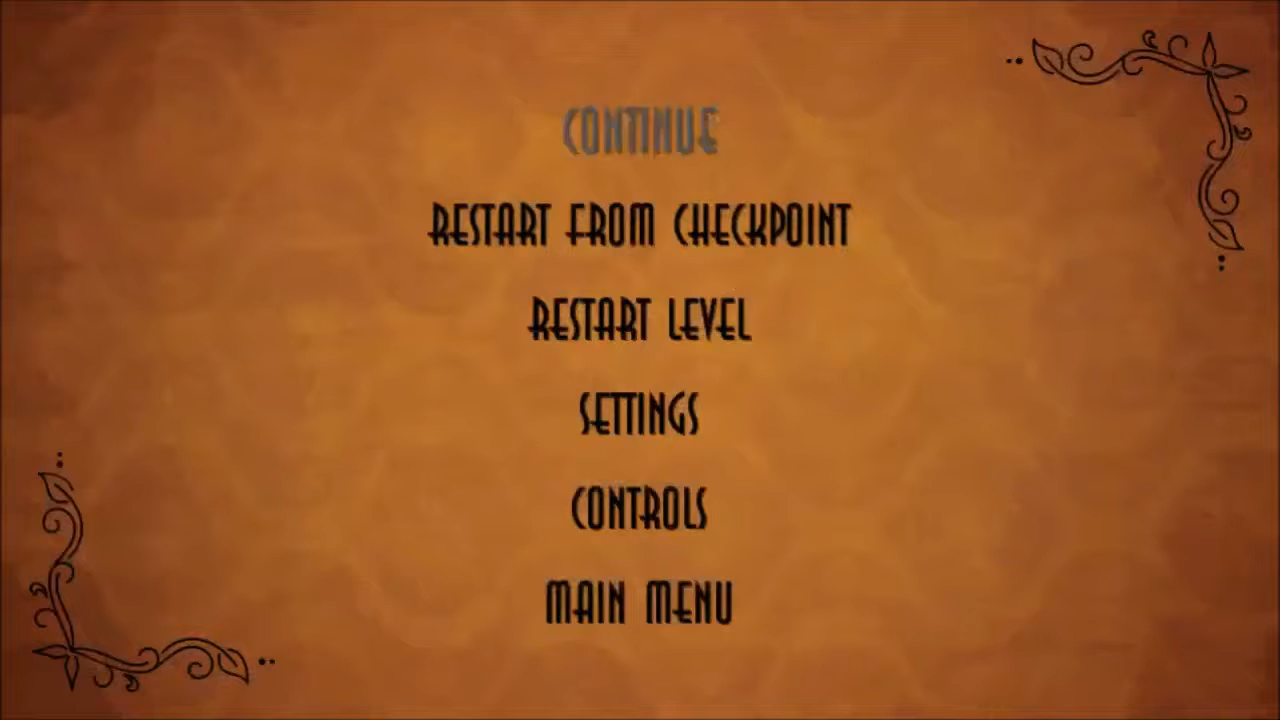 CONTINUE
RESTART FROM CHECKPOINT
RESTART LEVEL
SETTINGS
CONTROLS
MAIN MENU